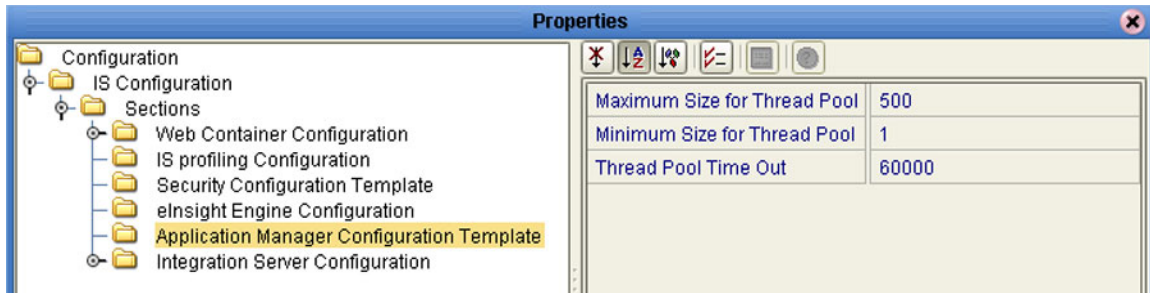 Properties
Configuration
IS Configuration
Sections
Web Container Configuration
IS profiling Configuration
Security Configuration Template
eInsight Engine Configuration
Application Manager Configuration Template
Integration Server Configuration
Maximum Size for Thread Pool 500
Minimum Size for Thread Pool 1
Thread Pool Time Out 60000